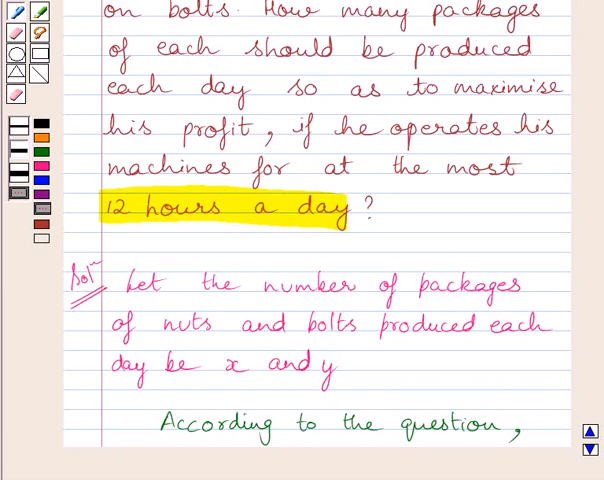 on bolts. How many packages
of each should be produced
each day so as to maximise
his profit, if he operates his
machines for at the most
12 hours a day?
Solⁿ Let the number of packages
of nuts and bolts produced each
day be x and y
According to the question,